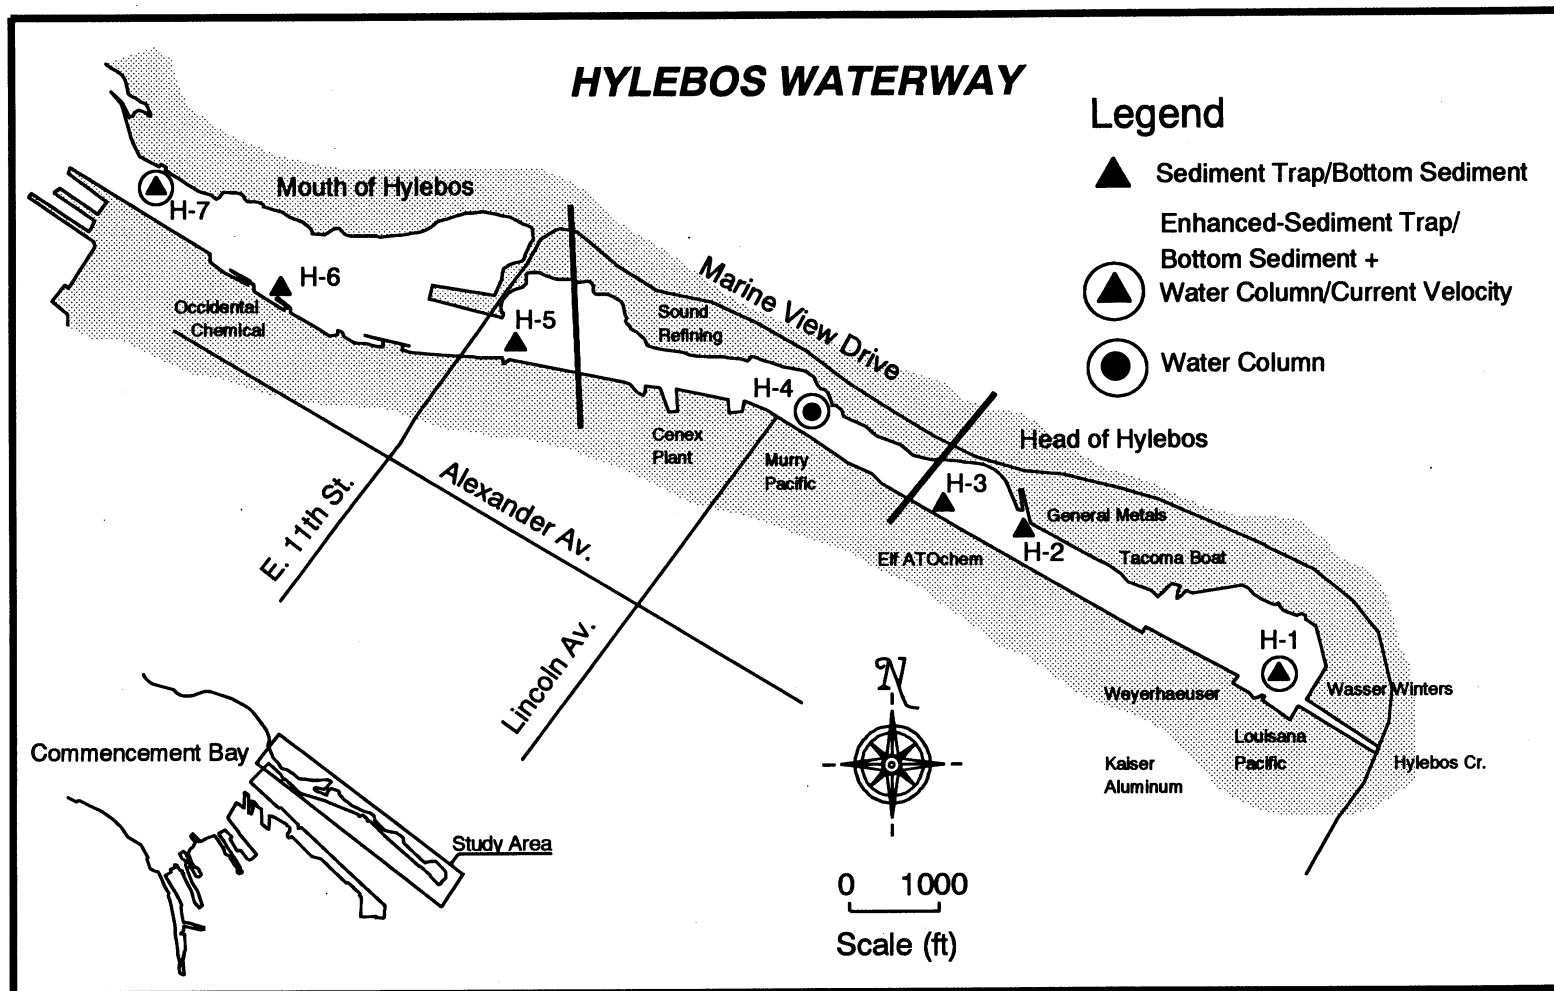 HYLEBOS WATERWAY
Legend
Sediment Trap/Bottom Sediment
Enhanced-Sediment Trap/
Bottom Sediment +
Water Column/Current Velocity
Water Column
Mouth of Hylebos
H-7
H-6
Occidental
Chemical
H-5
Sound
Refining
Marine View Drive
H-4
Cenex
Plant
Murry
Pacific
Head of Hylebos
H-3
General Metals
H-2
Elf ATOchem
Tacoma Boat
E. 11th St.
Alexander Av.
Lincoln Av.
H-1
Weyerhaeuser
Wasser Winters
Louisana
Pacific
Kaiser
Aluminum
Hylebos Cr.
N
Commencement Bay
Study Area
0 1000
Scale (ft)